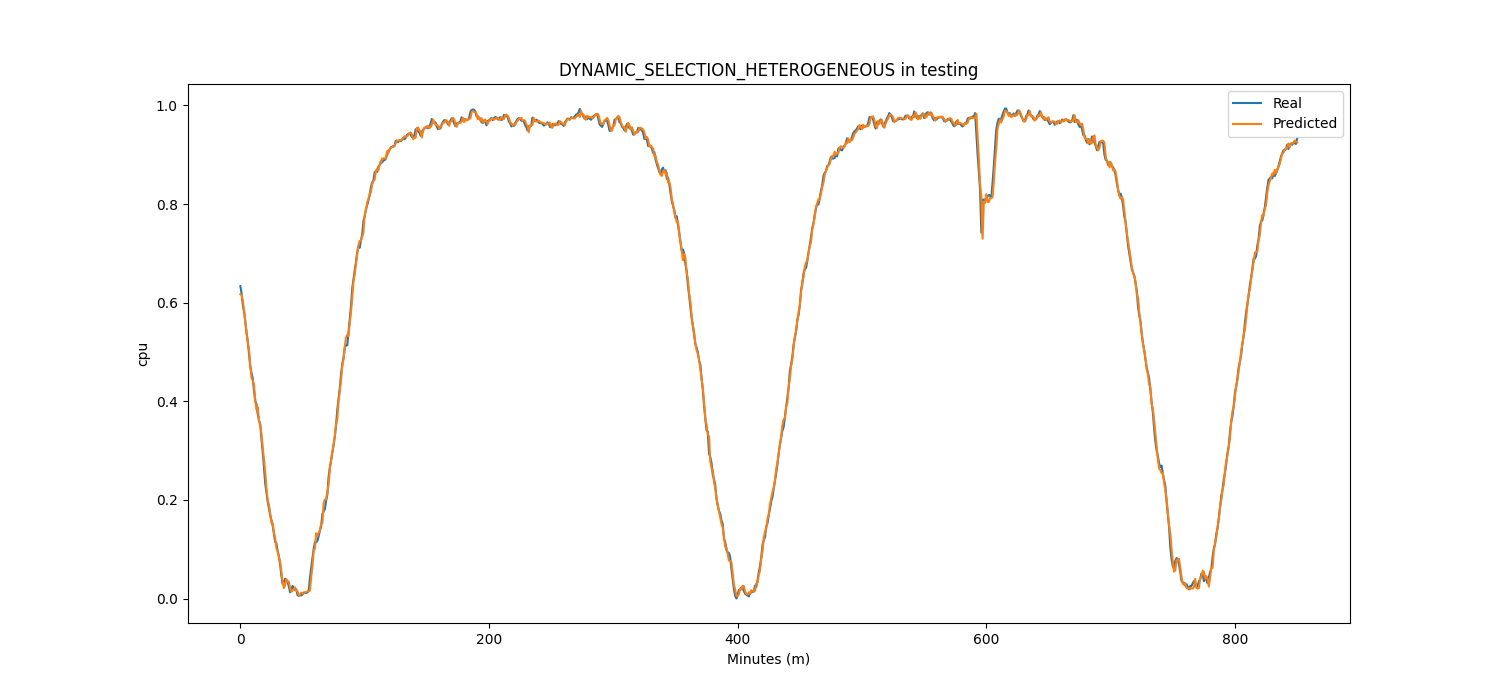 DYNAMIC_SELECTION_HETEROGENEOUS in testing
Real
Predicted
1.0
0.8
0.6
0.4
0.2
0.0
cpu
0 200 400 600 800
Minutes (m)